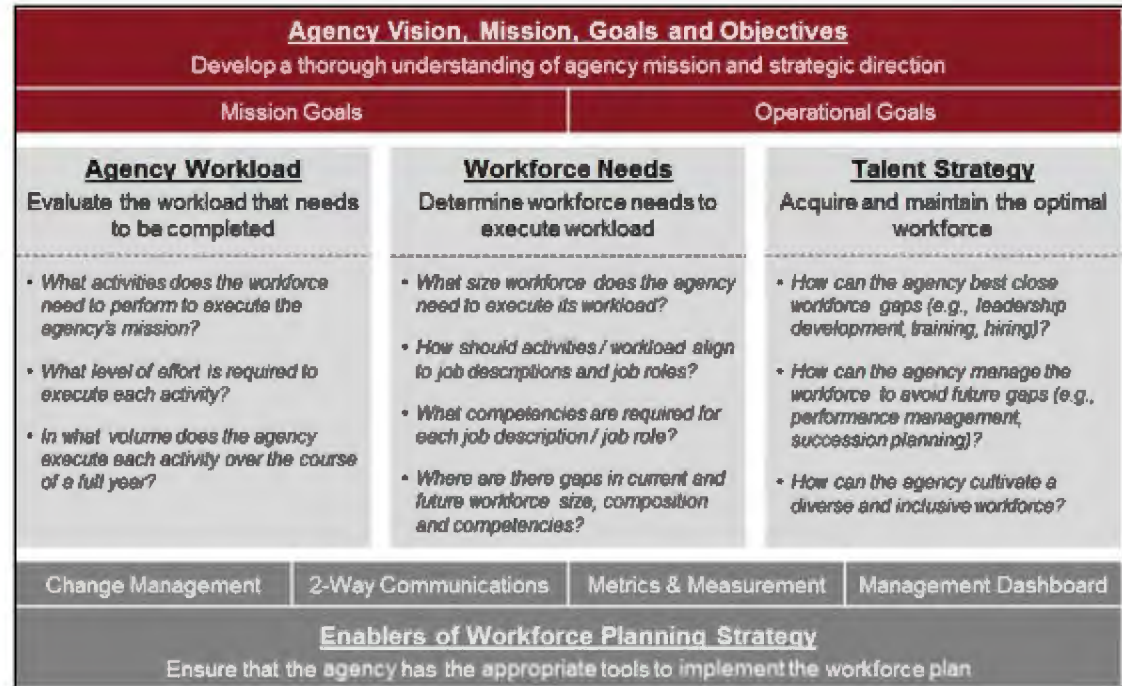 Agency Vision, Mission, Goals and Objectives
Develop a thorough understanding of agency mission and strategic direction
Mission Goals
Operational Goals
Agency Workload
Evaluate the workload that needs
to be completed
• What activities does the workforce
need to perform to execute the
agency's mission?
• What level of effort is required to
execute each activity?
• In what volume does the agency
execute each activity over the course
of a full year?
Workforce Needs
Determine workforce needs to
execute workload
• What size workforce does the agency
need to execute its workload?
• How should activities / workload align
to job descriptions and job roles?
• What competencies are required for
each job description / job role?
• Where are there gaps in current and
future workforce size, composition
and competencies?
Talent Strategy
Acquire and maintain the optimal
workforce
• How can the agency best close
workforce gaps (e.g., leadership
development, training, hiring)?
• How can the agency manage the
workforce to avoid future gaps (e.g.,
performance management,
succession planning)?
• How can the agency cultivate a
diverse and inclusive workforce?
Change Management
2-Way Communications
Metrics & Measurement
Management Dashboard
Enablers of Workforce Planning Strategy
Ensure that the agency has the appropriate tools to implement the workforce plan